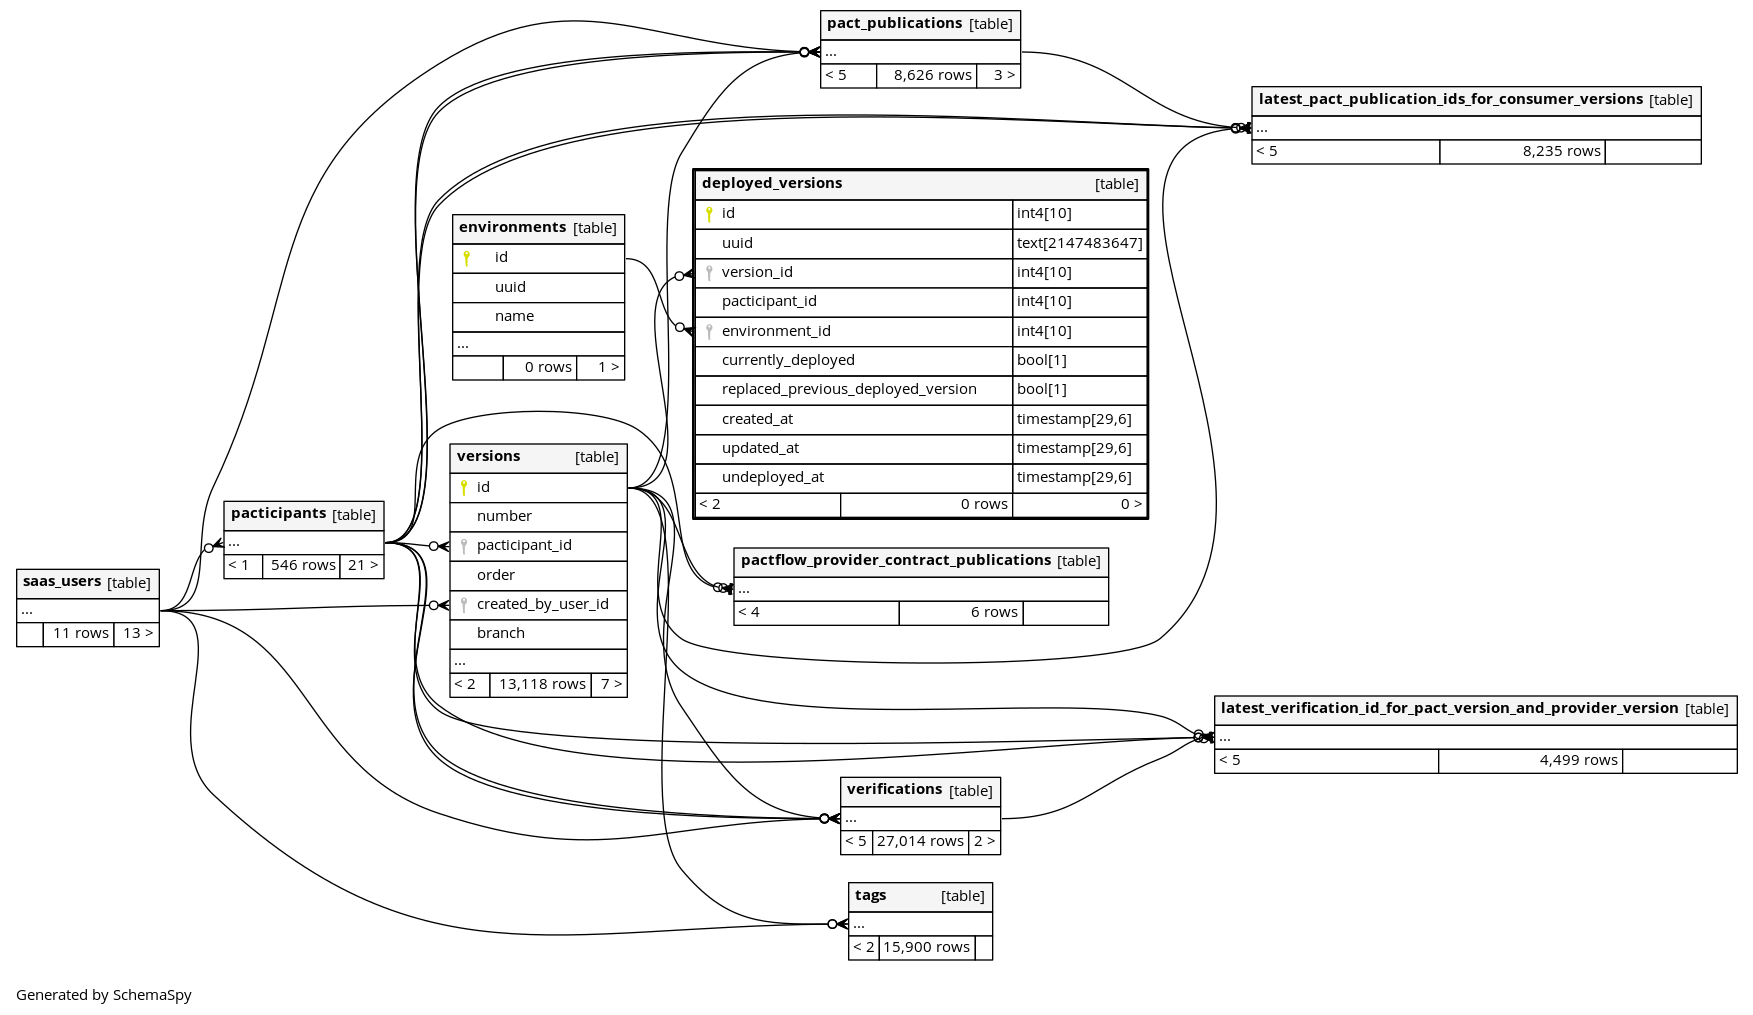 pact_publications [table]
...
< 5 8,626 rows 3 >
latest_pact_publication_ids_for_consumer_versions [table]
...
< 5 8,235 rows
deployed_versions [table]
id int4[10]
uuid text[2147483647]
version_id int4[10]
pacticipant_id int4[10]
environment_id int4[10]
currently_deployed bool[1]
replaced_previous_deployed_version bool[1]
created_at timestamp[29,6]
updated_at timestamp[29,6]
undeployed_at timestamp[29,6]
< 2 0 rows 0 >
environments [table]
id
uuid
name
...
0 rows 1 >
versions [table]
id
number
pacticipant_id
order
created_by_user_id
branch
...
< 2 13,118 rows 7 >
pacticipants [table]
...
< 1 546 rows 21 >
saas_users [table]
...
11 rows 13 >
pactflow_provider_contract_publications [table]
...
< 4 6 rows
latest_verification_id_for_pact_version_and_provider_version [table]
...
< 5 4,499 rows
verifications [table]
...
< 5 27,014 rows 2 >
tags [table]
...
< 2 15,900 rows
Generated by SchemaSpy